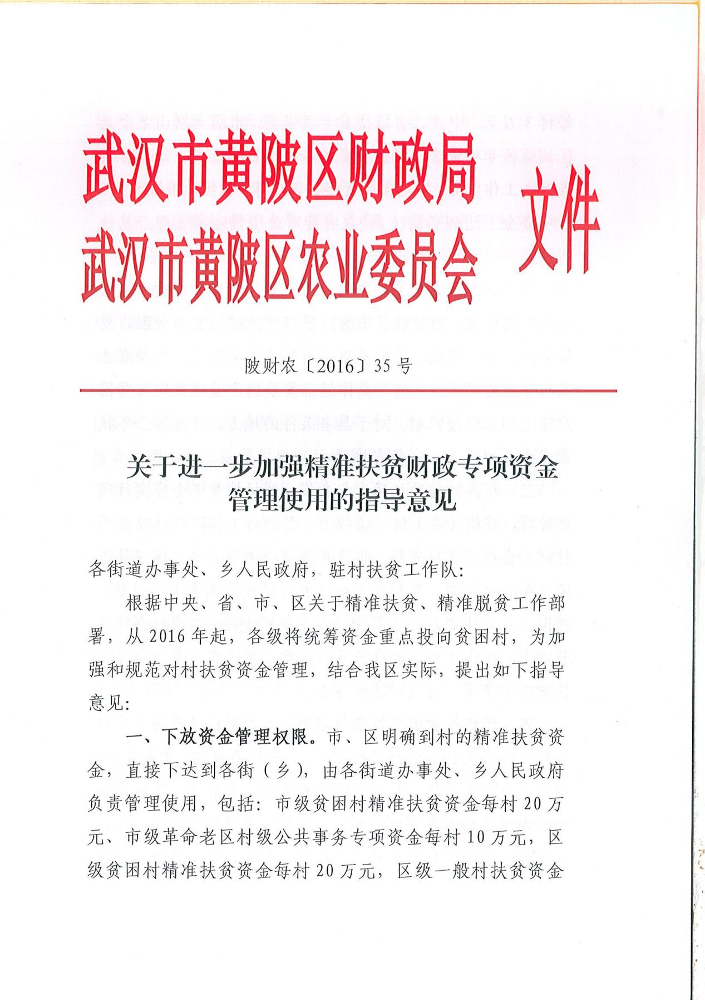 武汉市黄陂区财政局
武汉市黄陂区农业委员会
文件
陂财农〔2016〕35号
关于进一步加强精准扶贫财政专项资金
管理使用的指导意见
各街道办事处、乡人民政府，驻村扶贫工作队：
根据中央、省、市、区关于精准扶贫、精准脱贫工作部
署，从2016年起，各级将统筹资金重点投向贫困村，为加
强和规范对村扶贫资金管理，结合我区实际，提出如下指导
意见：
一、下放资金管理权限。市、区明确到村的精准扶贫资
金，直接下达到各街（乡），由各街道办事处、乡人民政府
负责管理使用，包括：市级贫困村精准扶贫资金每村20万
元、市级革命老区村级公共事务专项资金每村10万元，区
级贫困村精准扶贫资金每村20万元，区级一般村扶贫资金